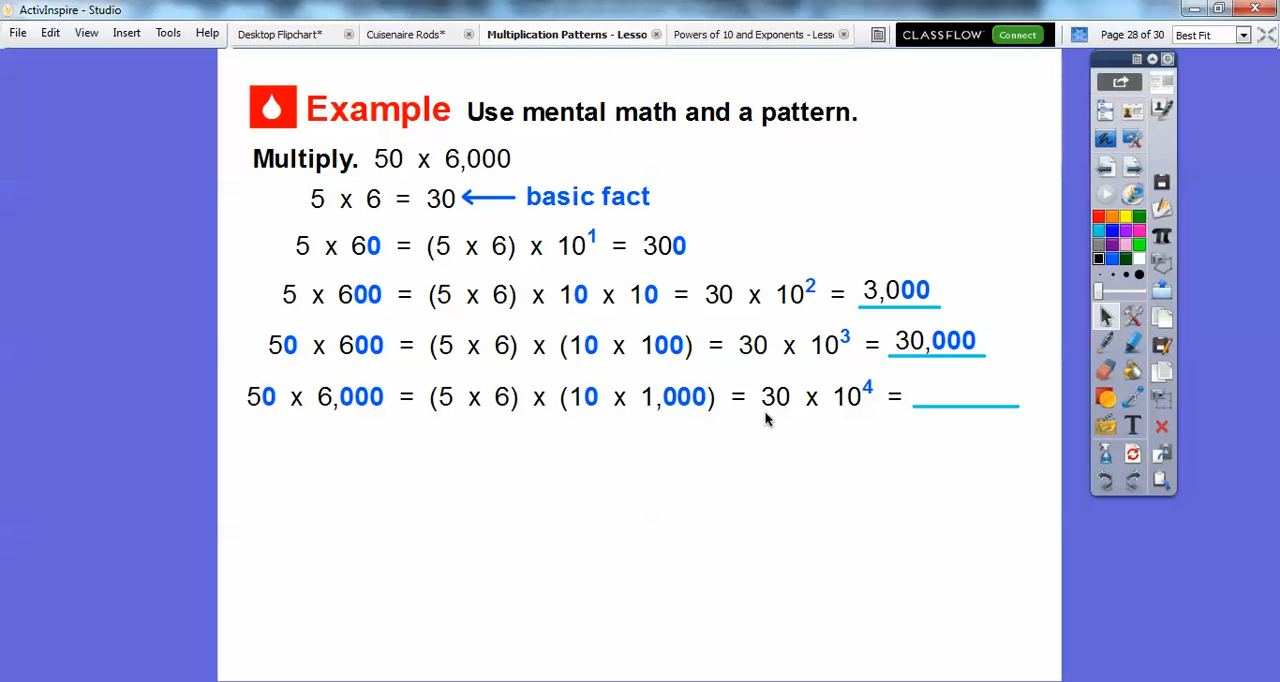 ActivInspire - Studio
File Edit View Insert Tools Help Desktop Flipchart* Cuisenaire Rods* Multiplication Patterns - Lesso Powers of 10 and Exponents - Less CLASSFLOW Connect Page 28 of 30 Best Fit
Example Use mental math and a pattern.
Multiply. 50 x 6,000
5 x 6 = 30 ← basic fact
5 x 60 = (5 x 6) x 10¹ = 300
5 x 600 = (5 x 6) x 10 x 10 = 30 x 10² = 3,000
50 x 600 = (5 x 6) x (10 x 100) = 30 x 10³ = 30,000
50 x 6,000 = (5 x 6) x (10 x 1,000) = 30 x 10⁴ = ______